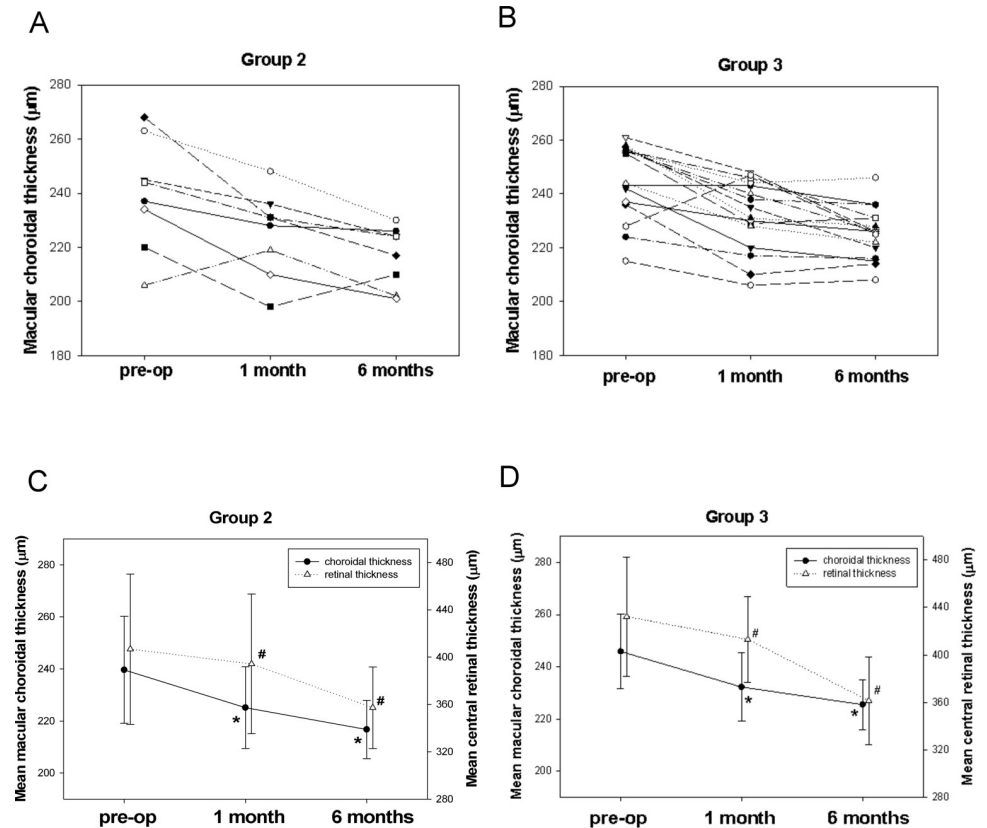 A
Group 2
Macular choroidal thickness (µm)
280
260
240
220
200
180
pre-op 1 month 6 months
B
Group 3
Macular choroidal thickness (µm)
280
260
240
220
200
180
pre-op 1 month 6 months
C
Group 2
Mean macular choroidal thickness (µm)
280
260
240
220
200
choroidal thickness
retinal thickness
#
#
*
*
480
440
400
360
320
280
Mean central retinal thickness (µm)
pre-op 1 month 6 months
D
Group 3
Mean macular choroidal thickness (µm)
280
260
240
220
200
choroidal thickness
retinal thickness
#
#
*
*
480
440
400
360
320
280
Mean central retinal thickness (µm)
pre-op 1 month 6 months